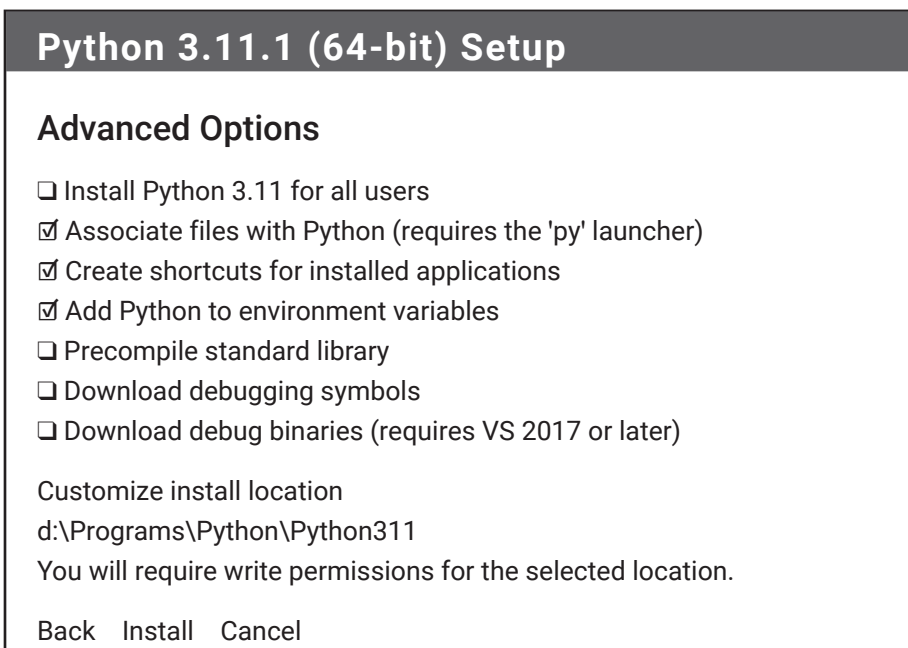 Python 3.11.1 (64-bit) Setup
Advanced Options
❏ Install Python 3.11 for all users
☑ Associate files with Python (requires the 'py' launcher)
☑ Create shortcuts for installed applications
☑ Add Python to environment variables
❏ Precompile standard library
❏ Download debugging symbols
❏ Download debug binaries (requires VS 2017 or later)
Customize install location
d:\Programs\Python\Python311
You will require write permissions for the selected location.
Back Install Cancel